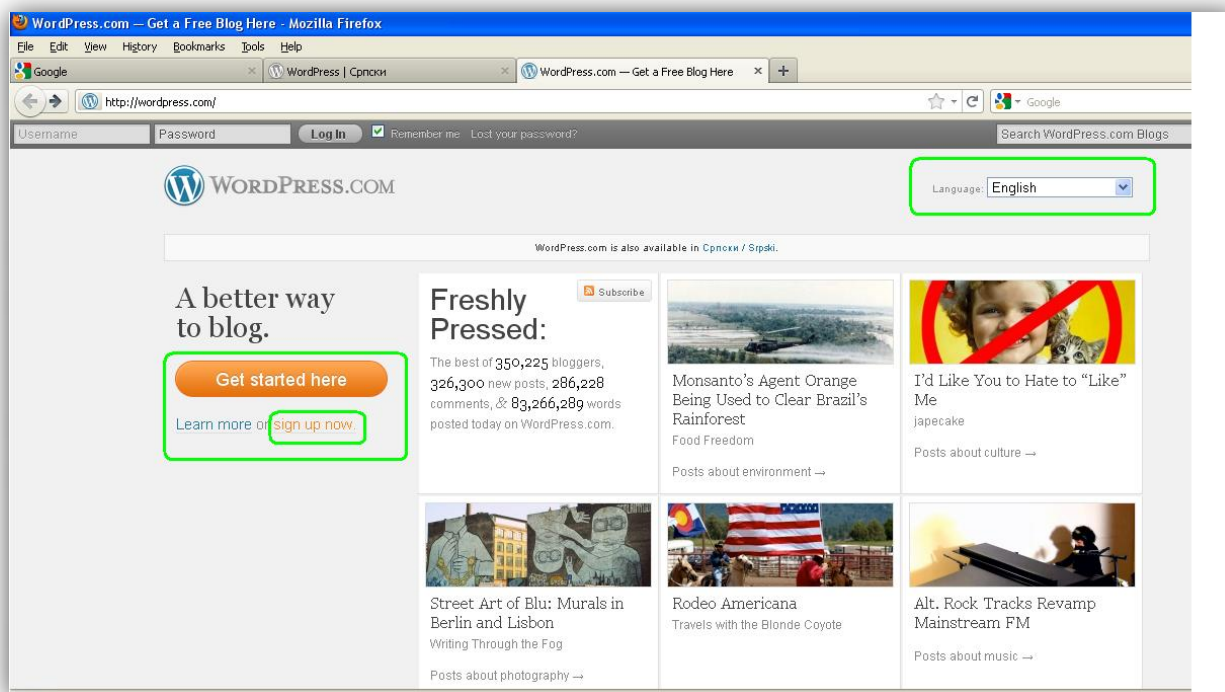 WordPress.com — Get a Free Blog Here - Mozilla Firefox
File Edit View History Bookmarks Tools Help
Google × WordPress | Српски × WordPress.com — Get a Free Blog Here × +
http://wordpress.com/ Google
Username Password Log In Remember me Lost your password? Search WordPress.com Blogs
WORDPRESS.COM
Language: English
WordPress.com is also available in Српски / Srpski.
A better way
to blog.
Get started here
Learn more or sign up now.
Freshly
Pressed:
Subscribe
The best of 350,225 bloggers,
326,300 new posts, 286,228
comments, & 83,266,289 words
posted today on WordPress.com.
Monsanto's Agent Orange
Being Used to Clear Brazil's
Rainforest
Food Freedom
Posts about environment →
I'd Like You to Hate to “Like”
Me
japecake
Posts about culture →
Street Art of Blu: Murals in
Berlin and Lisbon
Writing Through the Fog
Posts about photography →
Rodeo Americana
Travels with the Blonde Coyote
Alt. Rock Tracks Revamp
Mainstream FM
Posts about music →